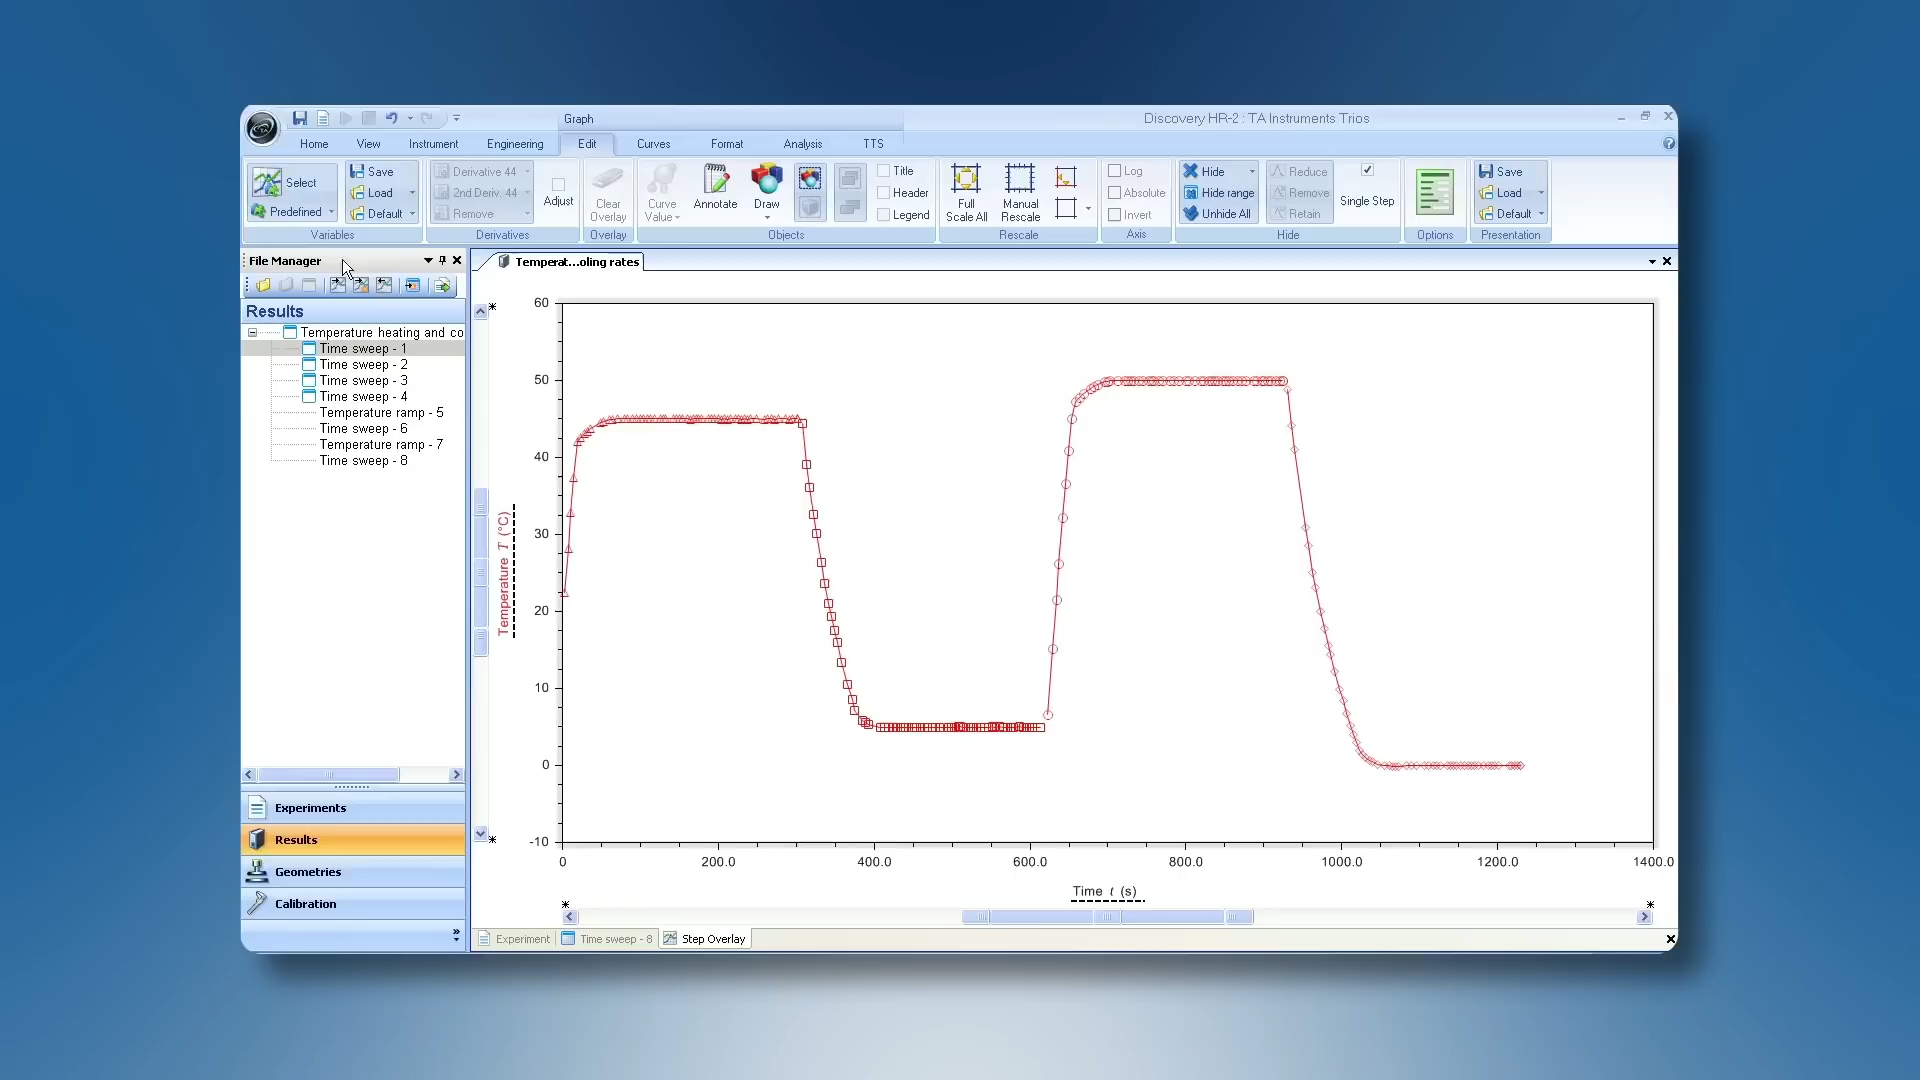 Graph
Discovery HR-2 : TA Instruments Trios
Home View Instrument Engineering Edit Curves Format Analysis TTS
Select
Predefined
Save
Load
Default
Variables
Derivative 44
2nd Deriv. 44
Remove
Adjust
Derivatives
Clear
Overlay
Overlay
Curve
Value
Annotate
Draw
Title
Header
Legend
Objects
Full
Scale All
Manual
Rescale
Rescale
Log
Absolute
Invert
Axis
Hide
Hide range
Unhide All
Reduce
Remove
Retain
Single Step
Hide
Options
Save
Load
Default
Presentation
File Manager
Results
Temperature heating and co
Time sweep - 1
Time sweep - 2
Time sweep - 3
Time sweep - 4
Temperature ramp - 5
Time sweep - 6
Temperature ramp - 7
Time sweep - 8
Experiments
Results
Geometries
Calibration
Temperat...oling rates
60
50
40
30
20
10
0
-10
Temperature T (°C)
0 200.0 400.0 600.0 800.0 1000.0 1200.0 1400.0
Time t (s)
Experiment Time sweep - 8 Step Overlay